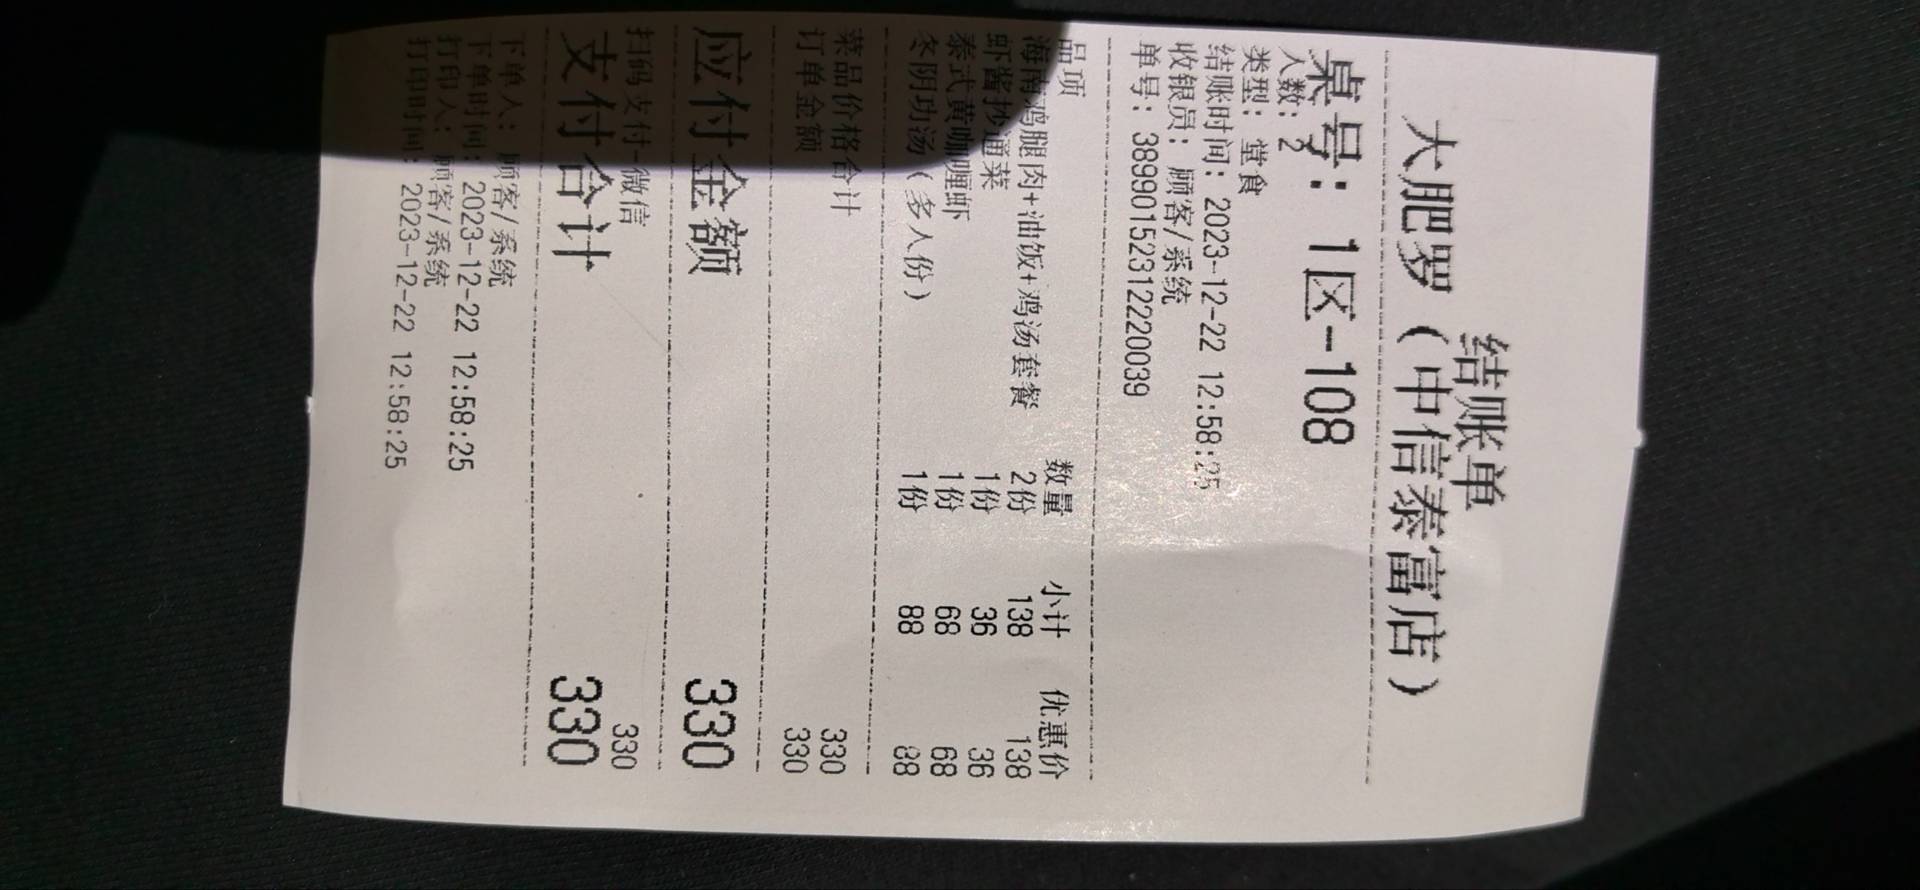 结账单
大肥罗（中信泰富店）
桌号：1区-108
人数：2
类型：堂食
结账时间：2023-12-22 12:58:25
收银员：顾客/系统
单号：389990152312220039
品项 数量 小计 优惠价
海南鸡腿肉+油饭+鸡汤套餐 2份 138 138
虾酱抄通菜 1份 36 36
泰式黄咖喱虾 1份 68 68
冬阴功汤（多人份） 1份 88 88
菜品价格合计 330
订单金额 330
应付金额 330
扫码支付-微信 330
支付合计 330
下单人：顾客/系统
下单时间：2023-12-22 12:58:25
打印人：顾客/系统
打印时间：2023-12-22 12:58:25